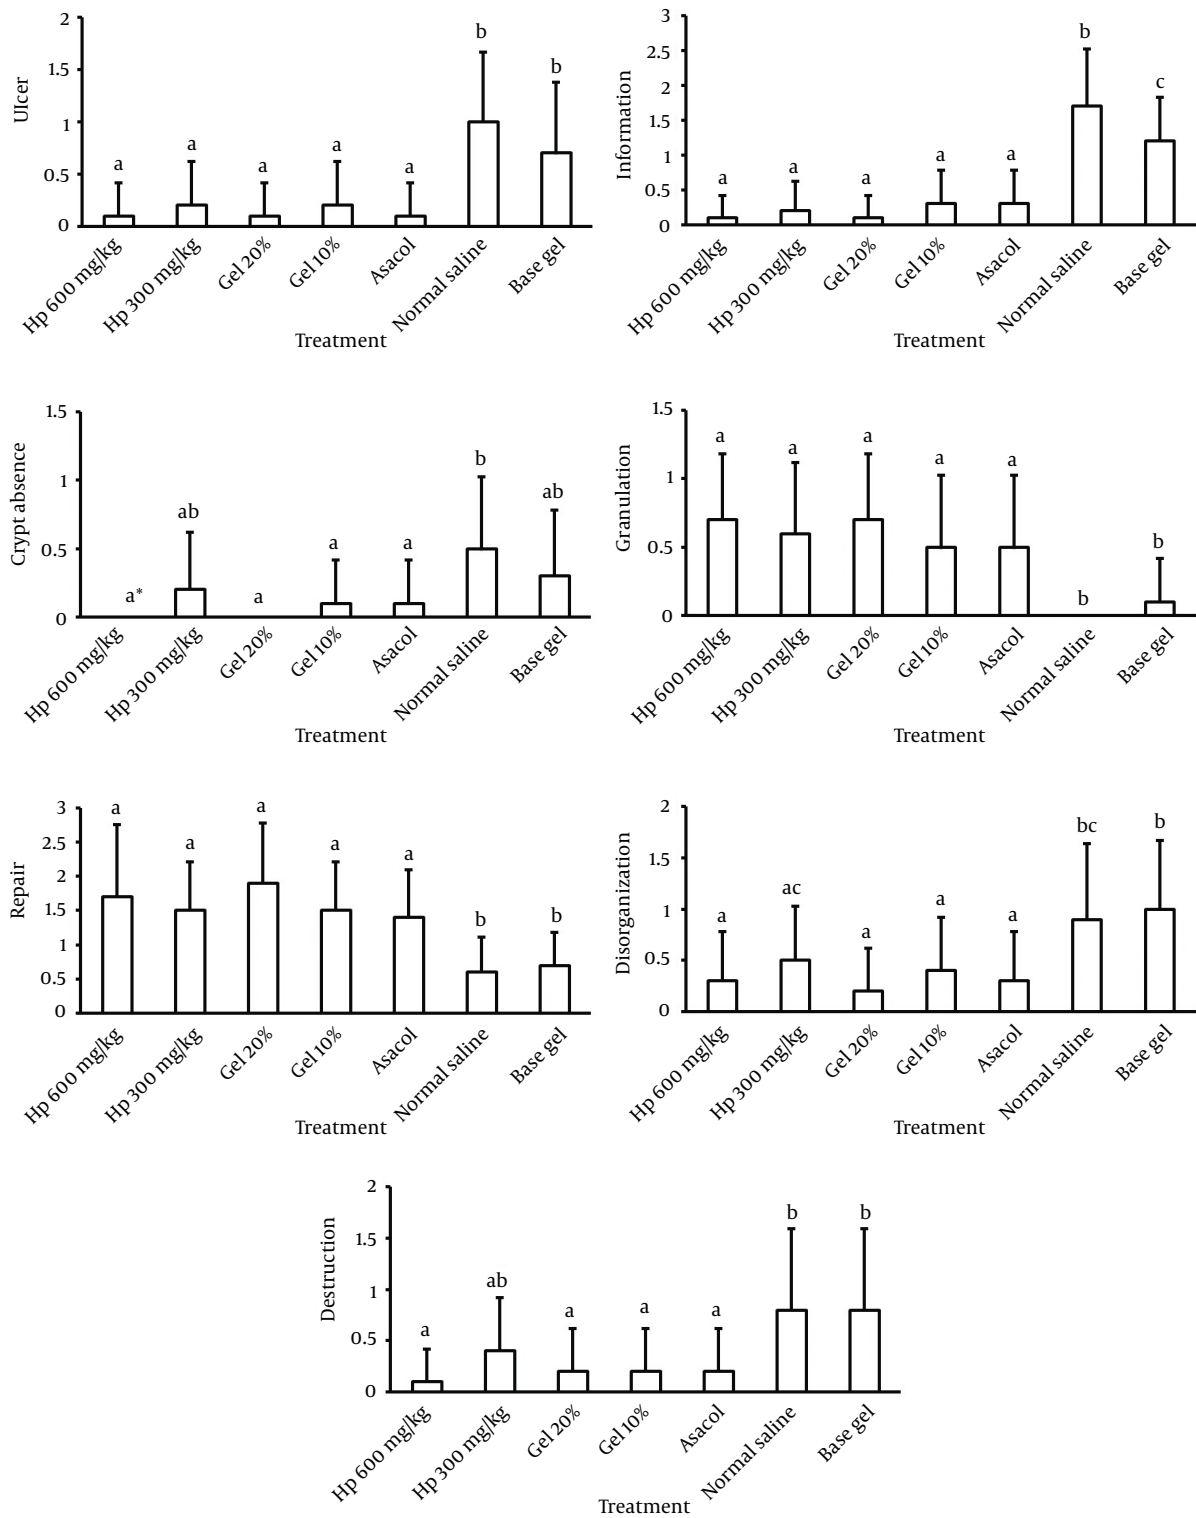 Ulcer
2
1.5
1
0.5
0
a
a
a
a
a
b
b
Hp 600 mg/kg
Hp 300 mg/kg
Gel 20%
Gel 10%
Asacol
Normal saline
Base gel
Treatment
Information
3
2.5
2
1.5
1
0.5
0
a
a
a
a
a
b
c
Hp 600 mg/kg
Hp 300 mg/kg
Gel 20%
Gel 10%
Asacol
Normal saline
Base gel
Treatment
Crypt absence
1.5
1
0.5
0
a*
ab
a
a
a
b
ab
Hp 600 mg/kg
Hp 300 mg/kg
Gel 20%
Gel 10%
Asacol
Normal saline
Base gel
Treatment
Granulation
1.5
1
0.5
0
a
a
a
a
a
b
b
Hp 600 mg/kg
Hp 300 mg/kg
Gel 20%
Gel 10%
Asacol
Normal saline
Base gel
Treatment
Repair
3
2.5
2
1.5
1
0.5
0
a
a
a
a
a
b
b
Hp 600 mg/kg
Hp 300 mg/kg
Gel 20%
Gel 10%
Asacol
Normal saline
Base gel
Treatment
Disorganization
2
1.5
1
0.5
0
a
ac
a
a
a
bc
b
Hp 600 mg/kg
Hp 300 mg/kg
Gel 20%
Gel 10%
Asacol
Normal saline
Base gel
Treatment
Destruction
2
1.5
1
0.5
0
a
ab
a
a
a
b
b
Hp 600 mg/kg
Hp 300 mg/kg
Gel 20%
Gel 10%
Asacol
Normal saline
Base gel
Treatment